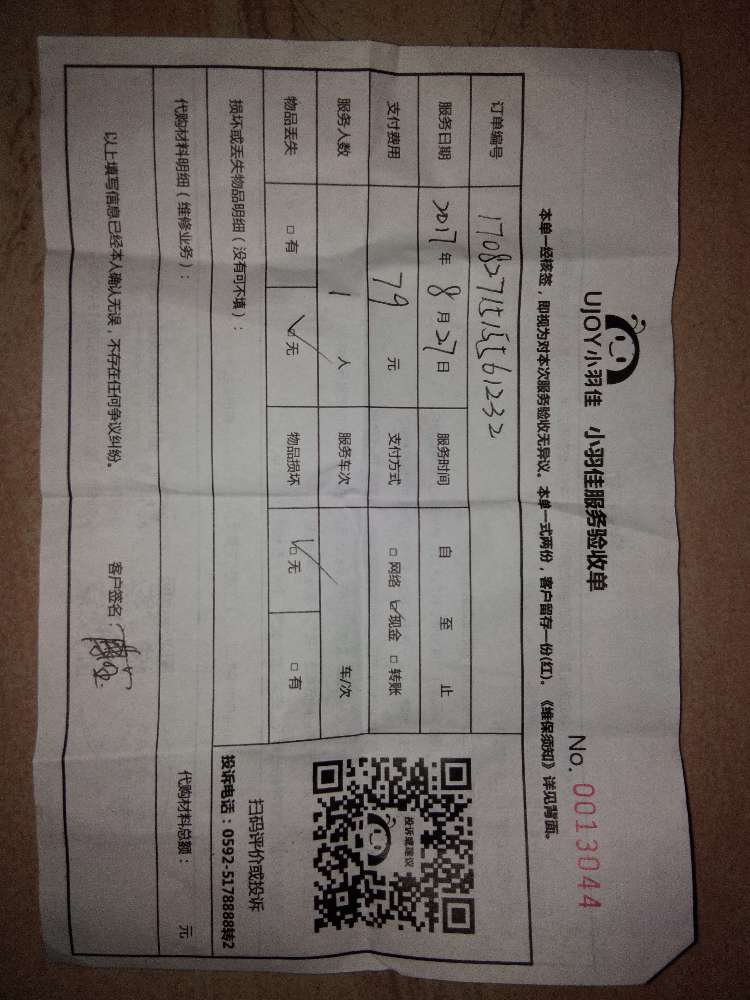 UJOY小羽佳 小羽佳服务验收单
No. 0013044
本单一经核签，即视为对本次服务验收无异议。本单一式两份，客户留存一份(红)。《维保须知》详见背面。
订单编号 17082715155561232
服务日期 2017年8月27日 服务时间 自 至 止
支付费用 79 元 支付方式 □ 网络 ☑ 现金 □ 转账
服务人数 1 人 服务车次 车/次
物品丢失 □ 有 ☑ 无 物品损坏 ☑ 无 □ 有
投诉或建议
扫码评价或投诉
投诉电话：0592-5178888转2
损坏或丢失物品明细（没有可不填）：
代购材料明细（维修业务）： 代购材料总额： 元
以上填写信息已经本人确认无误，不存在任何争议纠纷。 客户签名：